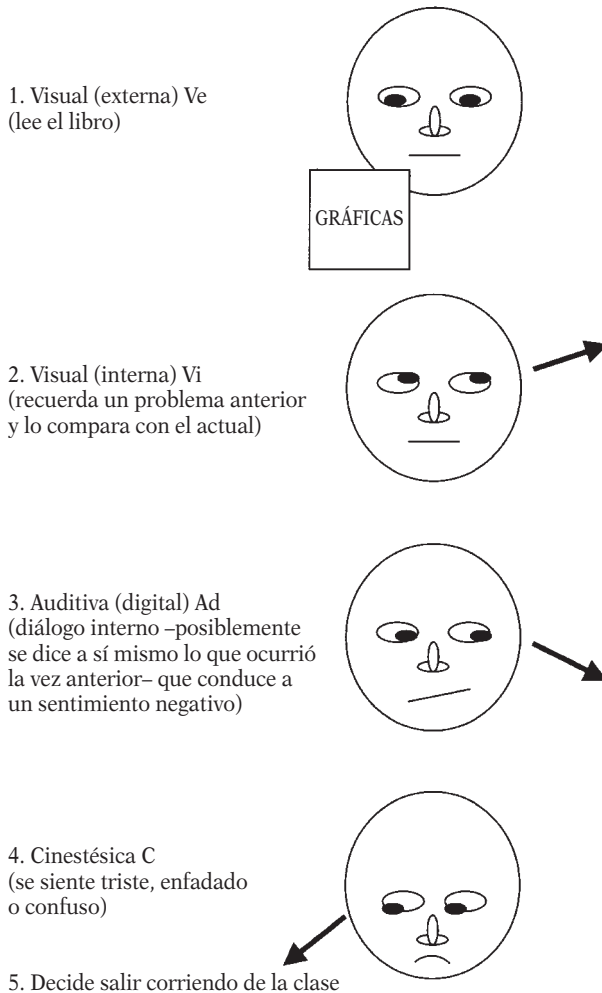 1. Visual (externa) Ve
(lee el libro)
GRÁFICAS
2. Visual (interna) Vi
(recuerda un problema anterior
y lo compara con el actual)
3. Auditiva (digital) Ad
(diálogo interno –posiblemente
se dice a sí mismo lo que ocurrió
la vez anterior– que conduce a
un sentimiento negativo)
4. Cinestésica C
(se siente triste, enfadado
o confuso)
5. Decide salir corriendo de la clase